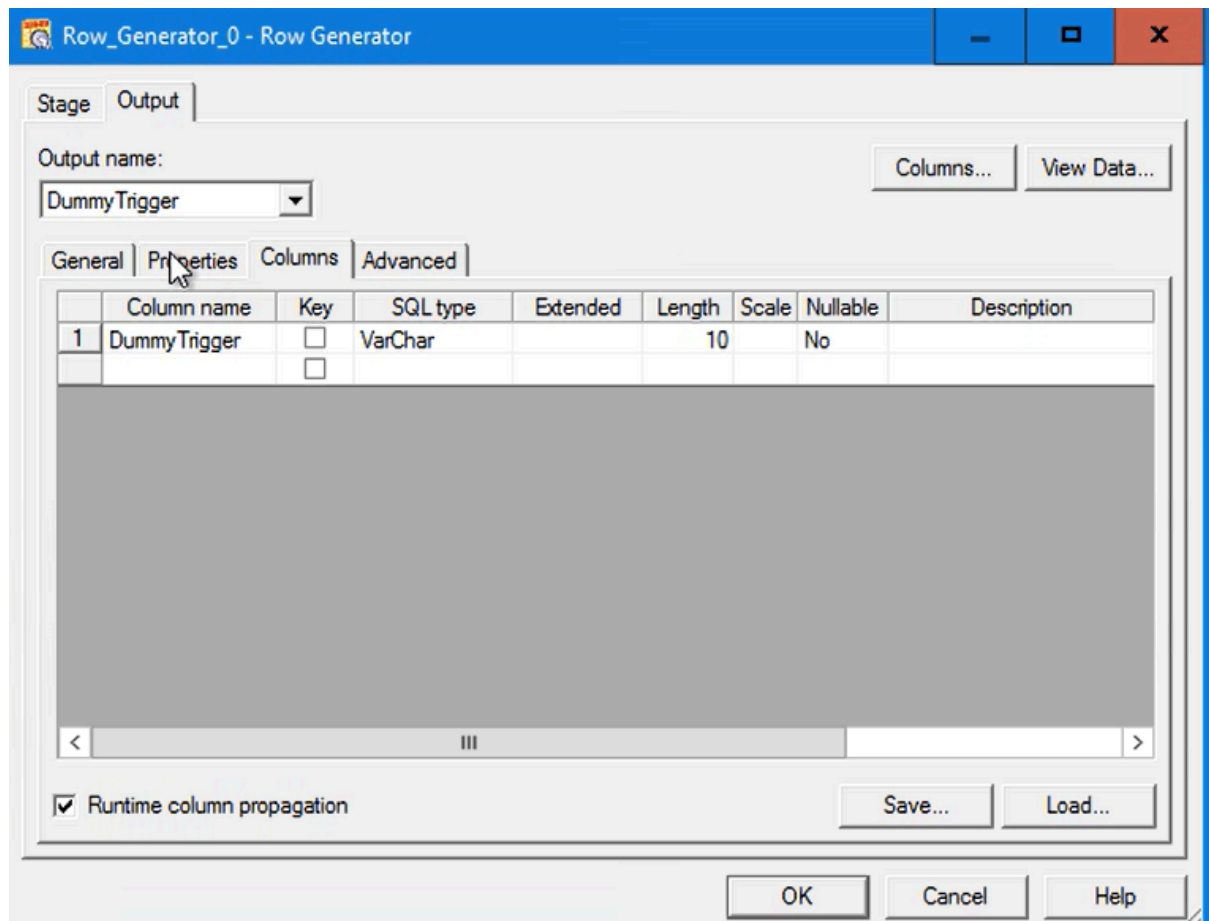 Row_Generator_0 - Row Generator
Stage Output
Output name:
Columns... View Data...
DummyTrigger
General Properties Columns Advanced
Column name Key SQL type Extended Length Scale Nullable Description
1 DummyTrigger VarChar 10 No
Runtime column propagation Save... Load...
OK Cancel Help